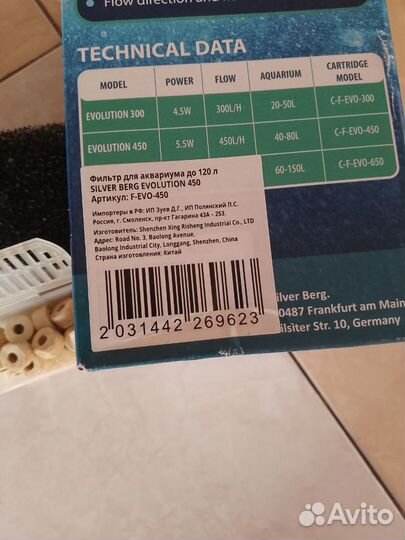 Flow direction and
TECHNICAL DATA
MODEL POWER FLOW AQUARIUM CARTRIDGE MODEL
EVOLUTION 300 4.5W 300L/H 20-50L C-F-EVO-300
EVOLUTION 450 5.5W 450L/H 40-80L C-F-EVO-450
60-150L C-F-EVO-650
Фильтр для аквариума до 120 л
SILVER BERG EVOLUTION 450
Артикул: F-EVO-450
Импортеры в РФ: ИП Зуев Д.Г., ИП Полянский П.С.
Россия, г. Смоленск, пр-кт Гагарина 43А – 253.
Изготовитель: Shenzhen Xing Risheng Industrial Co., LTD
Адрес: Road No. 3, Baolong Avenue,
Baolong Industrial City, Longgang, Shenzhen, China
Страна изготовления: Китай
2 031442 269623
Silver Berg.
60487 Frankfurt am Main
Tilsiter Str. 10, Germany
Avito